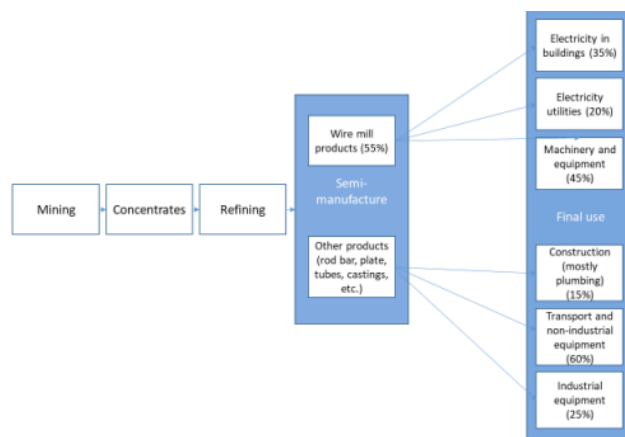 Mining
Concentrates
Refining
Wire mill
products (55%)
Semi-
manufacture
Other products
(rod bar, plate,
tubes, castings,
etc.)
Electricity in
buildings (35%)
Electricity
utilities (20%)
Machinery and
equipment
(45%)
Final use
Construction
(mostly
plumbing)
(15%)
Transport and
non-industrial
equipment
(60%)
Industrial
equipment
(25%)